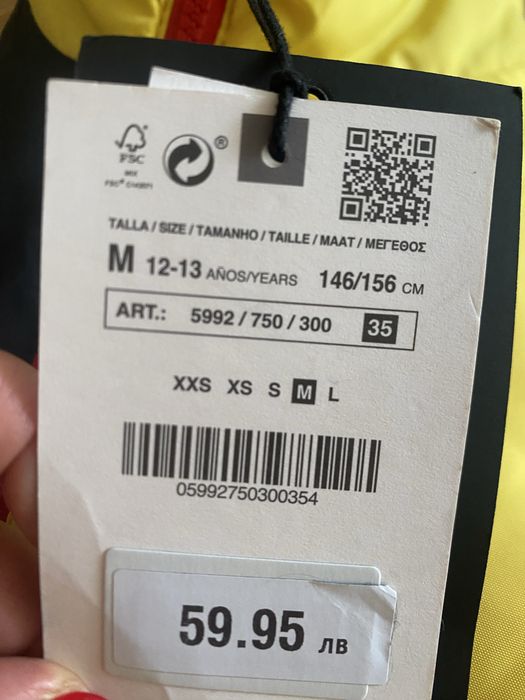 FSC
MIX
®
TALLA / SIZE / TAMANHO / TAILLE / MAAT / ΜΕΓΕΘΟΣ
M 12-13 AÑOS/YEARS 146/156 CM
ART.: 5992 / 750 / 300 35
XXS XS S M L
05992750300354
59.95 лв